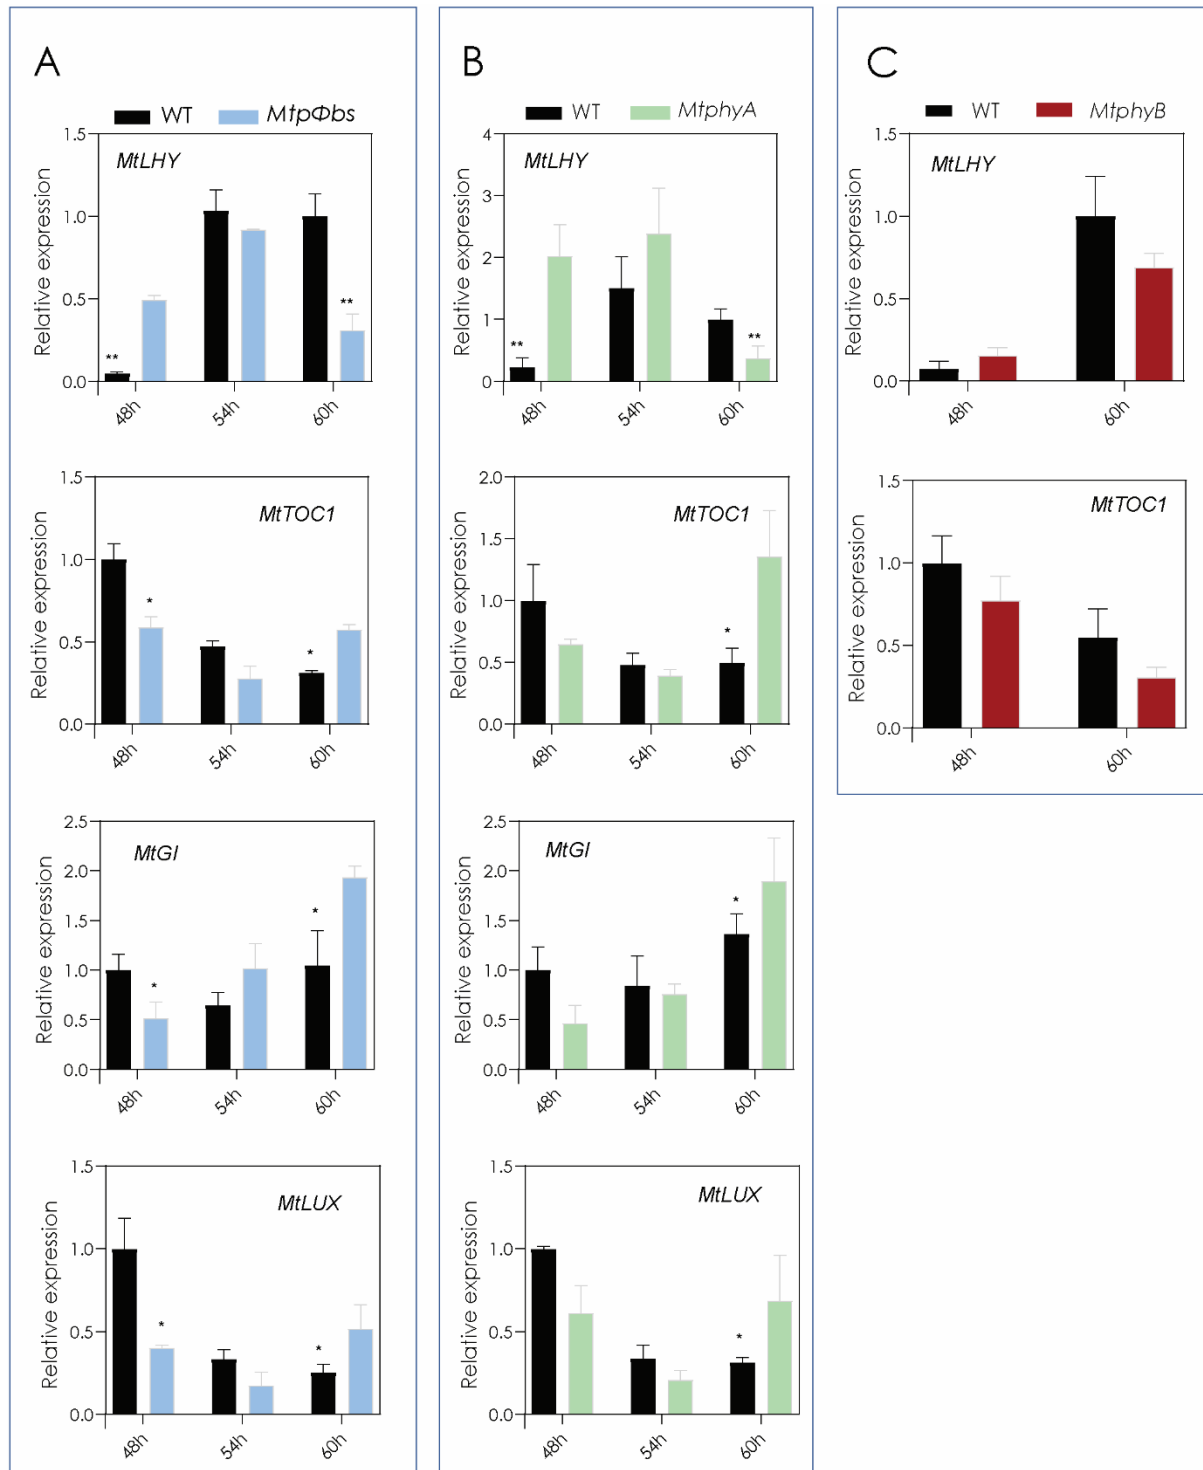 A
WT MtpΦbs
1.5
1.0
0.5
0.0
Relative expression
MtLHY
**
**
48h 54h 60h
1.5
1.0
0.5
0.0
Relative expression
MtTOC1
*
*
48h 54h 60h
2.5
2.0
1.5
1.0
0.5
0.0
Relative expression
MtGI
*
*
48h 54h 60h
1.5
1.0
0.5
0.0
Relative expression
MtLUX
*
*
48h 54h 60h
B
WT MtphyA
4
3
2
1
0
Relative expression
MtLHY
**
**
48h 54h 60h
2.0
1.5
1.0
0.5
0.0
Relative expression
MtTOC1
*
48h 54h 60h
2.5
2.0
1.5
1.0
0.5
0.0
Relative expression
MtGI
*
48h 54h 60h
1.5
1.0
0.5
0.0
Relative expression
MtLUX
*
48h 54h 60h
C
WT MtphyB
1.5
1.0
0.5
0.0
Relative expression
MtLHY
48h 60h
1.5
1.0
0.5
0.0
Relative expression
MtTOC1
48h 60h